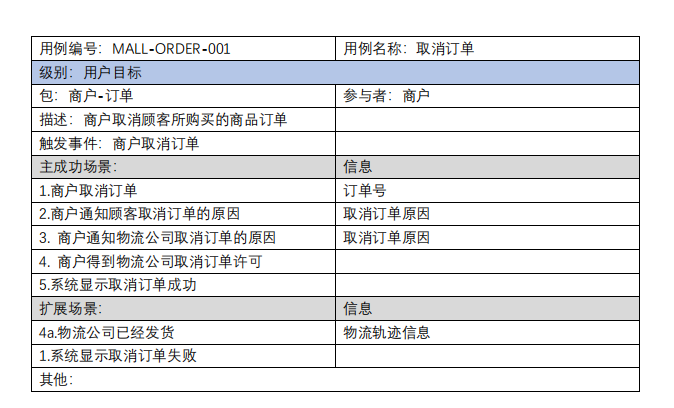 用例编号：MALL-ORDER-001 用例名称：取消订单
级别：用户目标
包：商户-订单 参与者：商户
描述：商户取消顾客所购买的商品订单
触发事件：商户取消订单
主成功场景： 信息
1.商户取消订单 订单号
2.商户通知顾客取消订单的原因 取消订单原因
3. 商户通知物流公司取消订单的原因 取消订单原因
4. 商户得到物流公司取消订单许可
5.系统显示取消订单成功
扩展场景： 信息
4a.物流公司已经发货 物流轨迹信息
1.系统显示取消订单失败
其他：